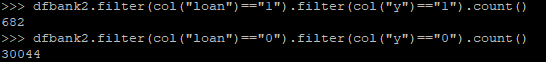 >>> dfbank2.filter(col("loan")=="1").filter(col("y")=="1").count()
682
>>> dfbank2.filter(col("loan")=="0").filter(col("y")=="0").count()
30044